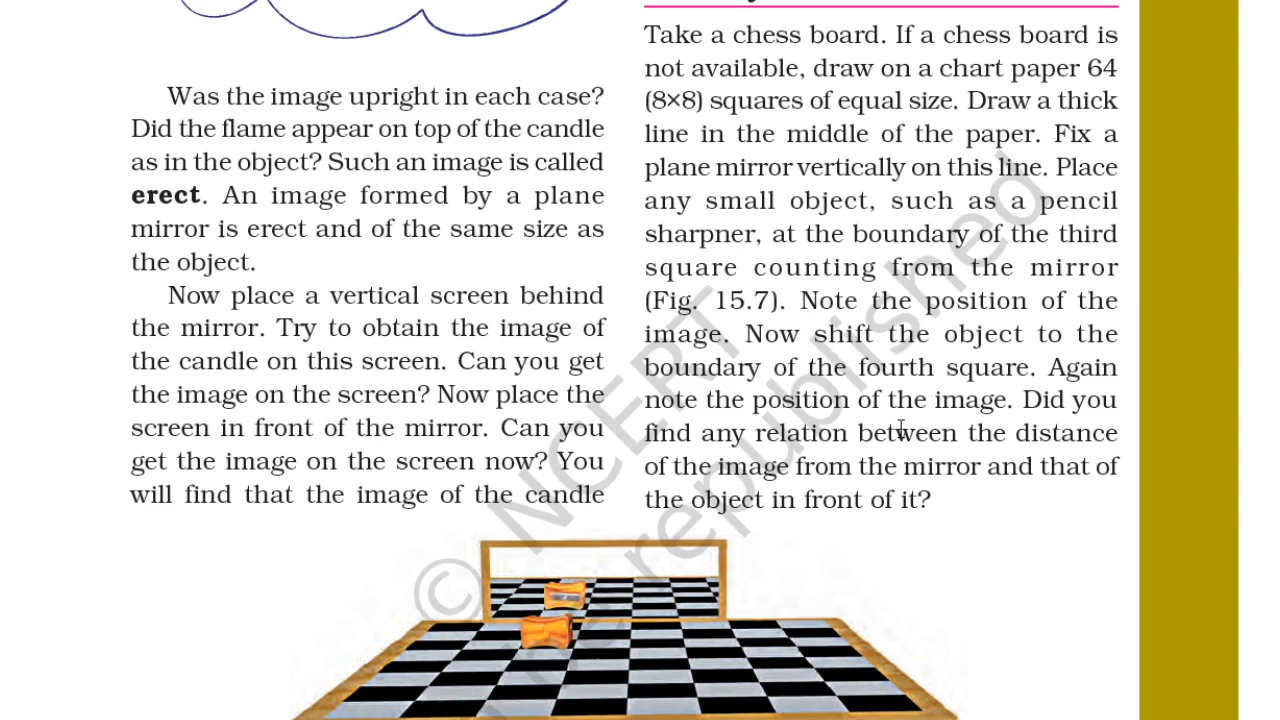 Was the image upright in each case?
Did the flame appear on top of the candle
as in the object? Such an image is called
erect. An image formed by a plane
mirror is erect and of the same size as
the object.
Now place a vertical screen behind
the mirror. Try to obtain the image of
the candle on this screen. Can you get
the image on the screen? Now place the
screen in front of the mirror. Can you
get the image on the screen now? You
will find that the image of the candle
Take a chess board. If a chess board is
not available, draw on a chart paper 64
(8×8) squares of equal size. Draw a thick
line in the middle of the paper. Fix a
plane mirror vertically on this line. Place
any small object, such as a pencil
sharpner, at the boundary of the third
square counting from the mirror
(Fig. 15.7). Note the position of the
image. Now shift the object to the
boundary of the fourth square. Again
note the position of the image. Did you
find any relation between the distance
of the image from the mirror and that of
the object in front of it?
© NCERT
republished